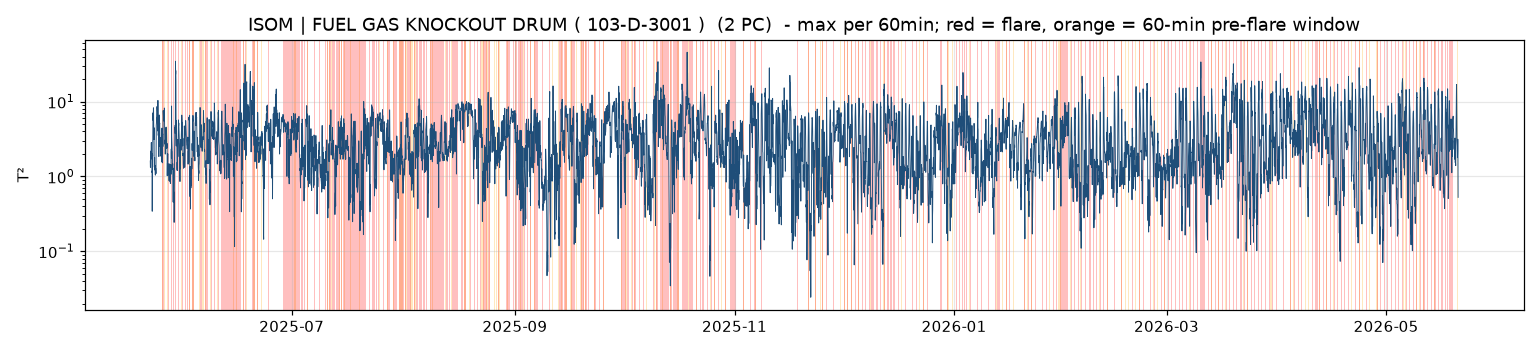 ISOM | FUEL GAS KNOCKOUT DRUM ( 103-D-3001 )  (2 PC)  - max per 60min; red = flare, orange = 60-min pre-flare window
T²
10¹
10⁰
10⁻¹
2025-07 2025-09 2025-11 2026-01 2026-03 2026-05